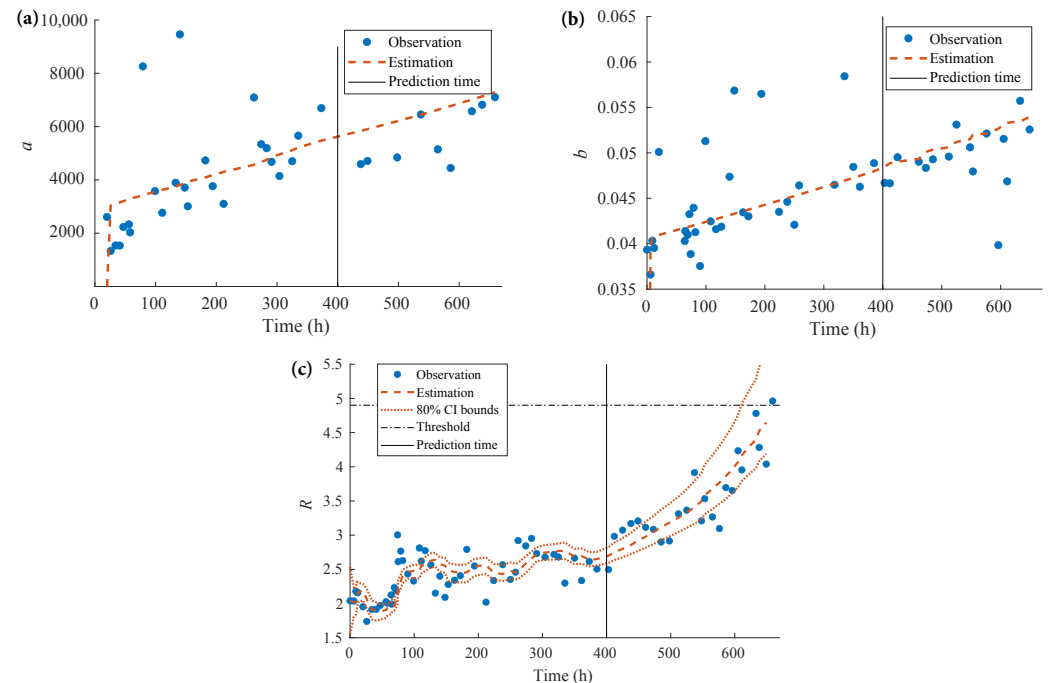 (a)
10,000
8000
6000
4000
2000
a
0 100 200 300 400 500 600
Time (h)
Observation
Estimation
Prediction time
(b)
0.065
0.06
0.055
0.05
0.045
0.04
0.035
b
0 100 200 300 400 500 600
Time (h)
Observation
Estimation
Prediction time
(c)
5.5
5
4.5
4
3.5
3
2.5
2
1.5
R
0 100 200 300 400 500 600
Time (h)
Observation
Estimation
80% CI bounds
Threshold
Prediction time